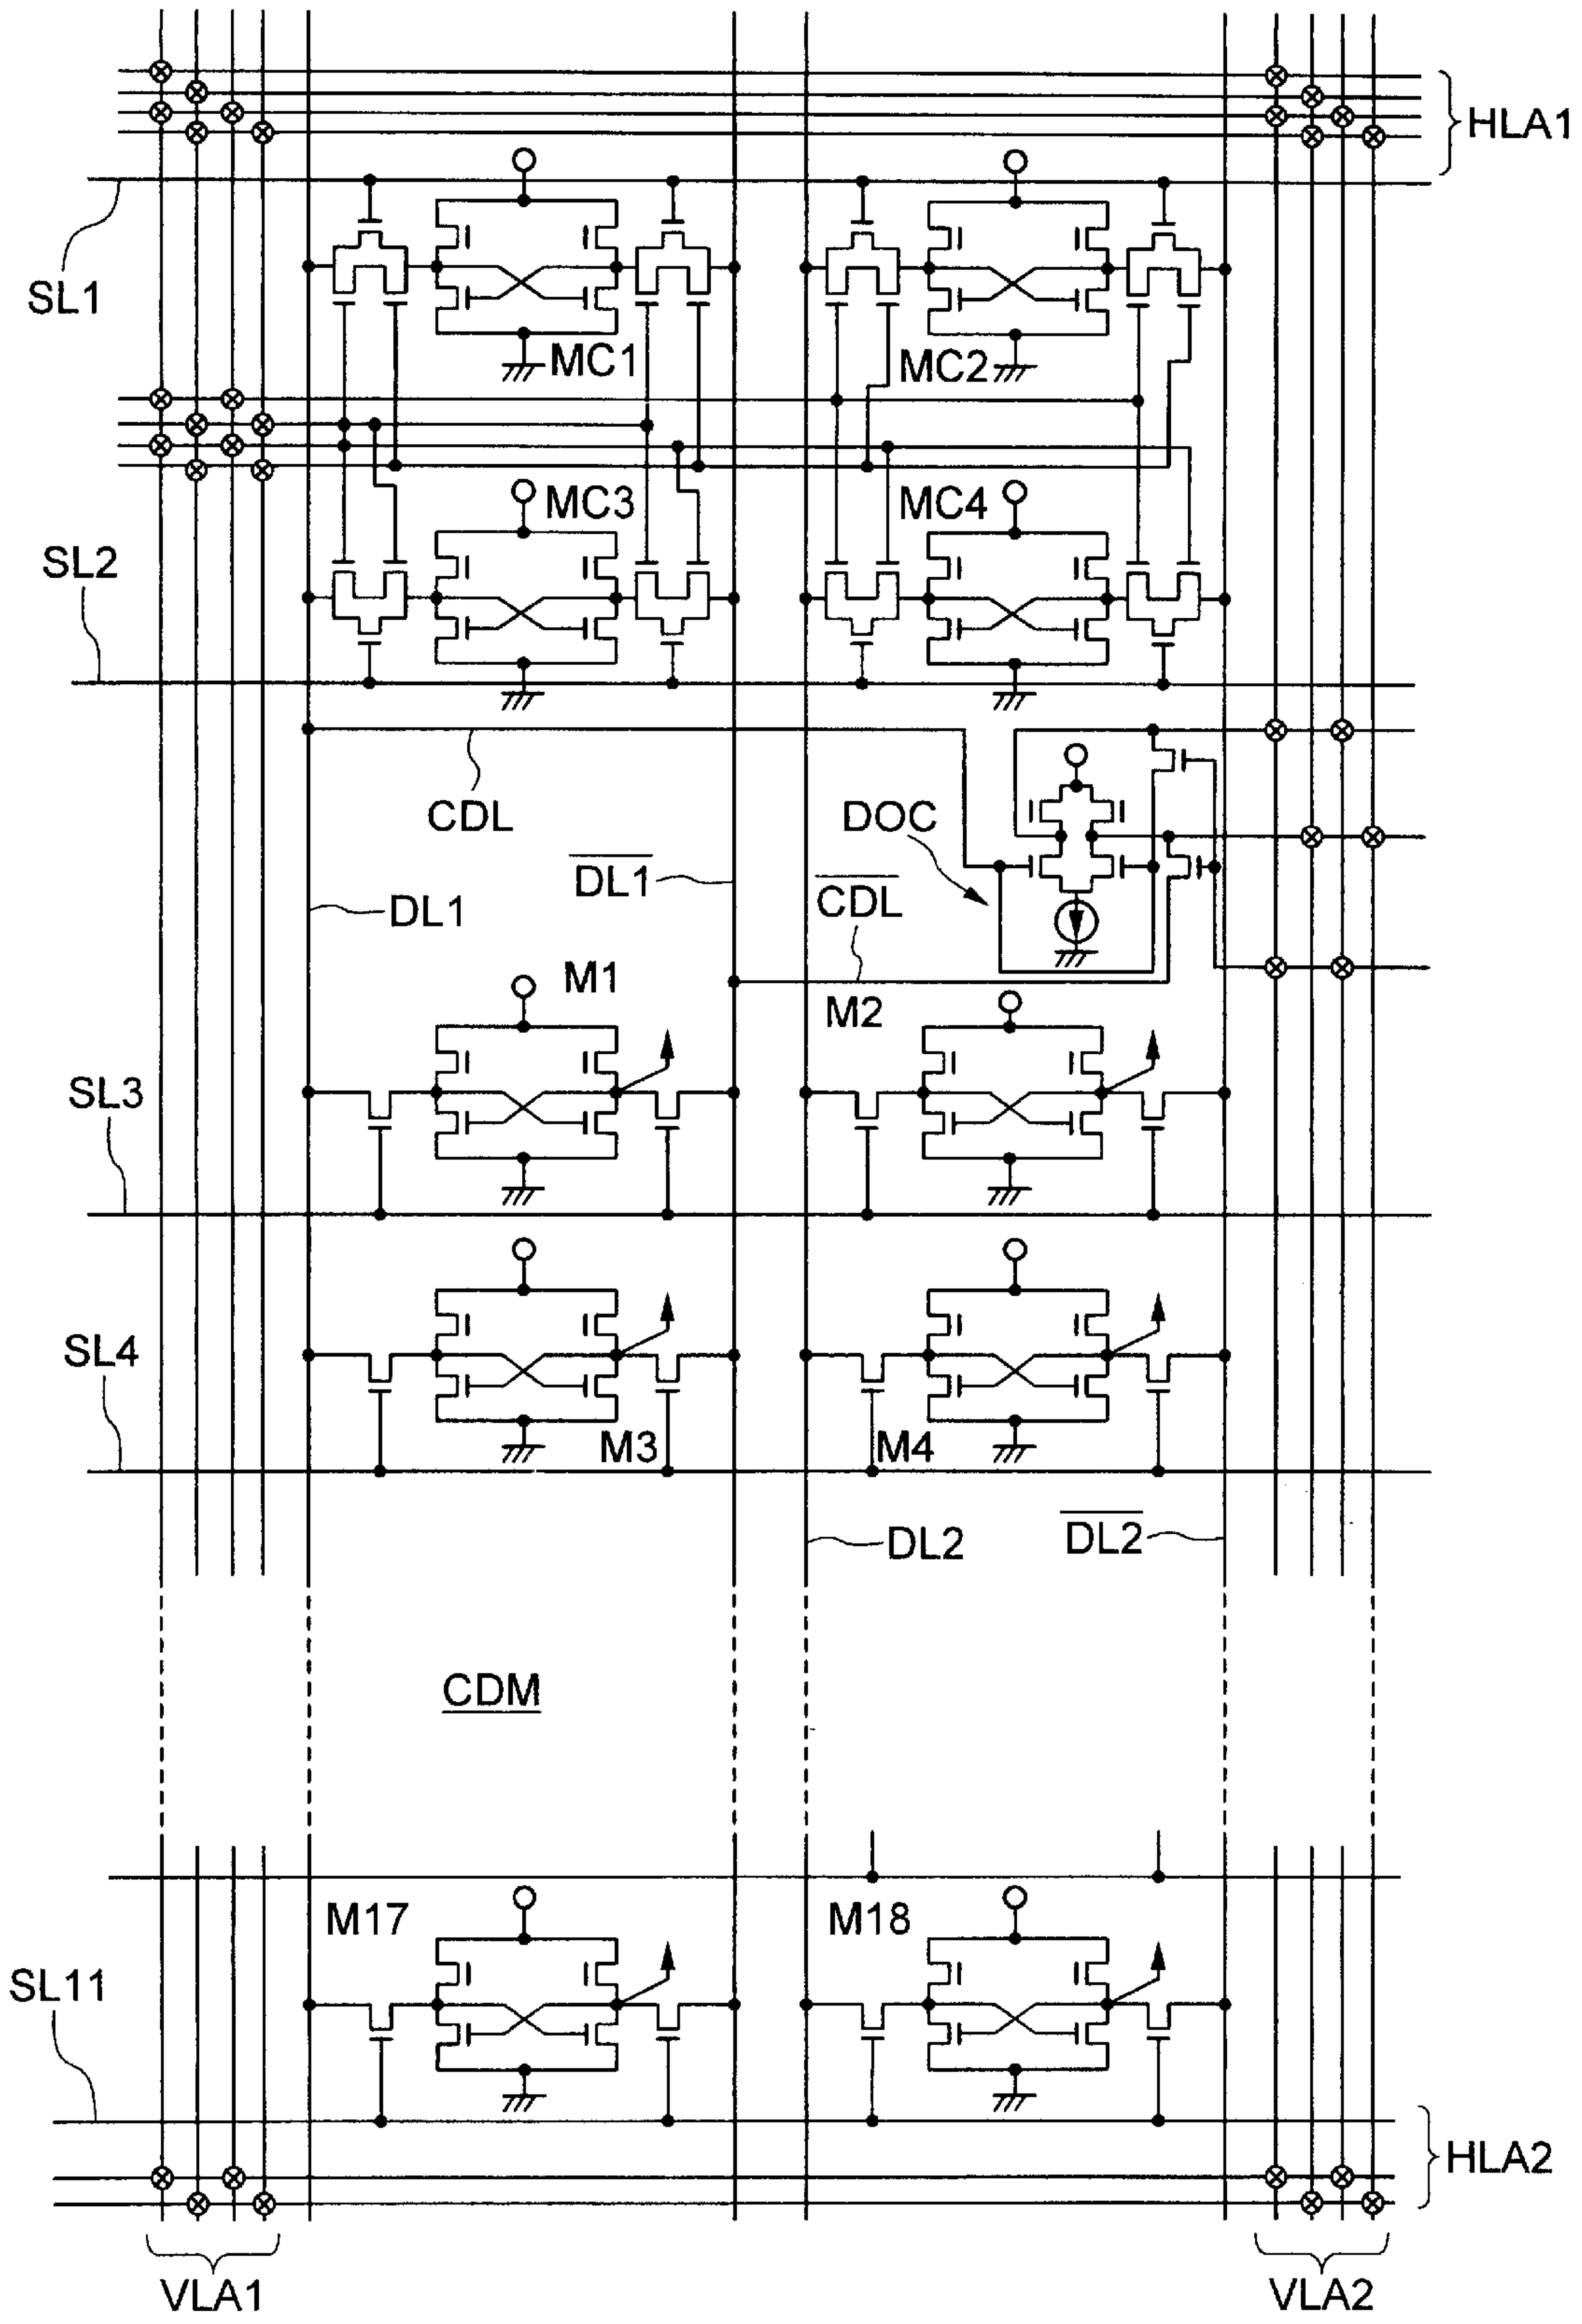 HLA1
SL1
MC1
MC2
MC3
MC4
SL2
CDL
DOC
DL1
CDL
DL1
M1
M2
SL3
SL4
M3
M4
DL2
DL2
CDM
M17
M18
SL11
HLA2
VLA1
VLA2